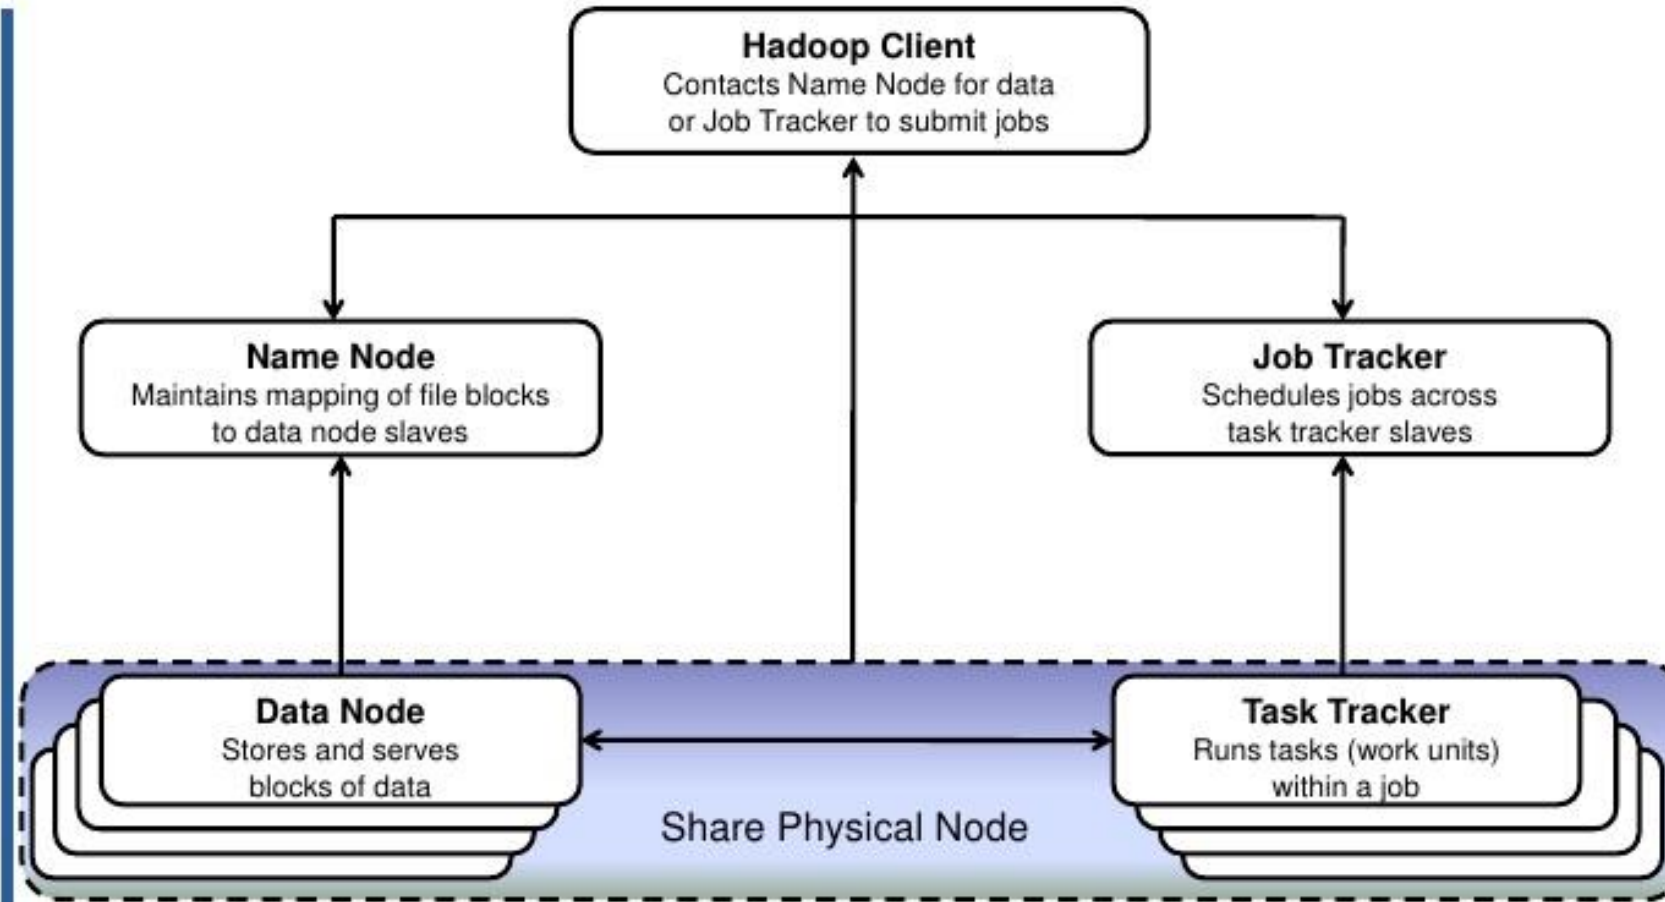 Hadoop Client
Contacts Name Node for data
or Job Tracker to submit jobs
Name Node
Maintains mapping of file blocks
to data node slaves
Job Tracker
Schedules jobs across
task tracker slaves
Data Node
Stores and serves
blocks of data
Task Tracker
Runs tasks (work units)
within a job
Share Physical Node